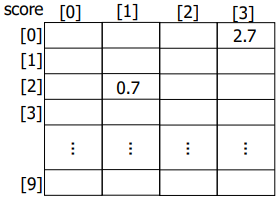 score [0] [1] [2] [3]
[0] 2.7
[1]
[2] 0.7
[3]
⋮ ⋮ ⋮ ⋮
[9]